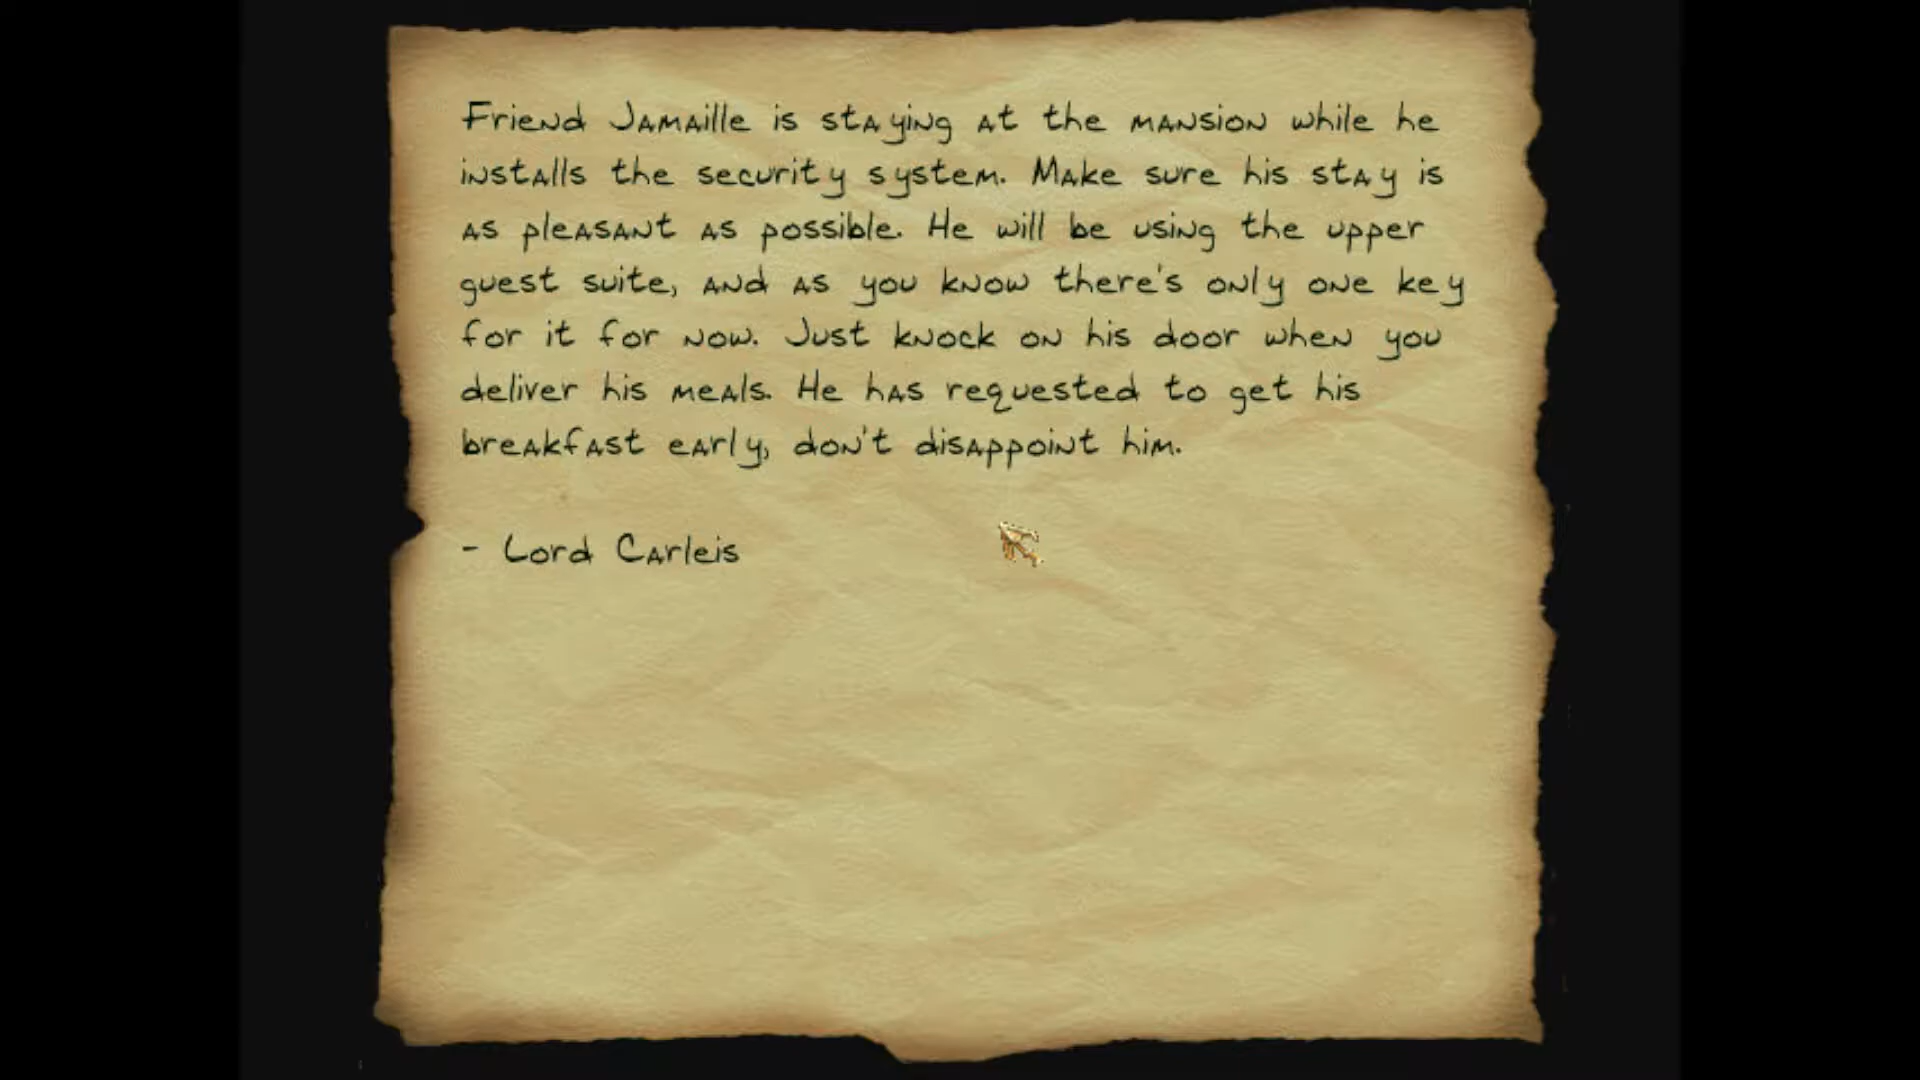 Friend Jamaille is staying at the mansion while he
installs the security system. Make sure his stay is
as pleasant as possible. He will be using the upper
guest suite, and as you know there's only one key
for it for now. Just knock on his door when you
deliver his meals. He has requested to get his
breakfast early, don't disappoint him.
- Lord Carleis